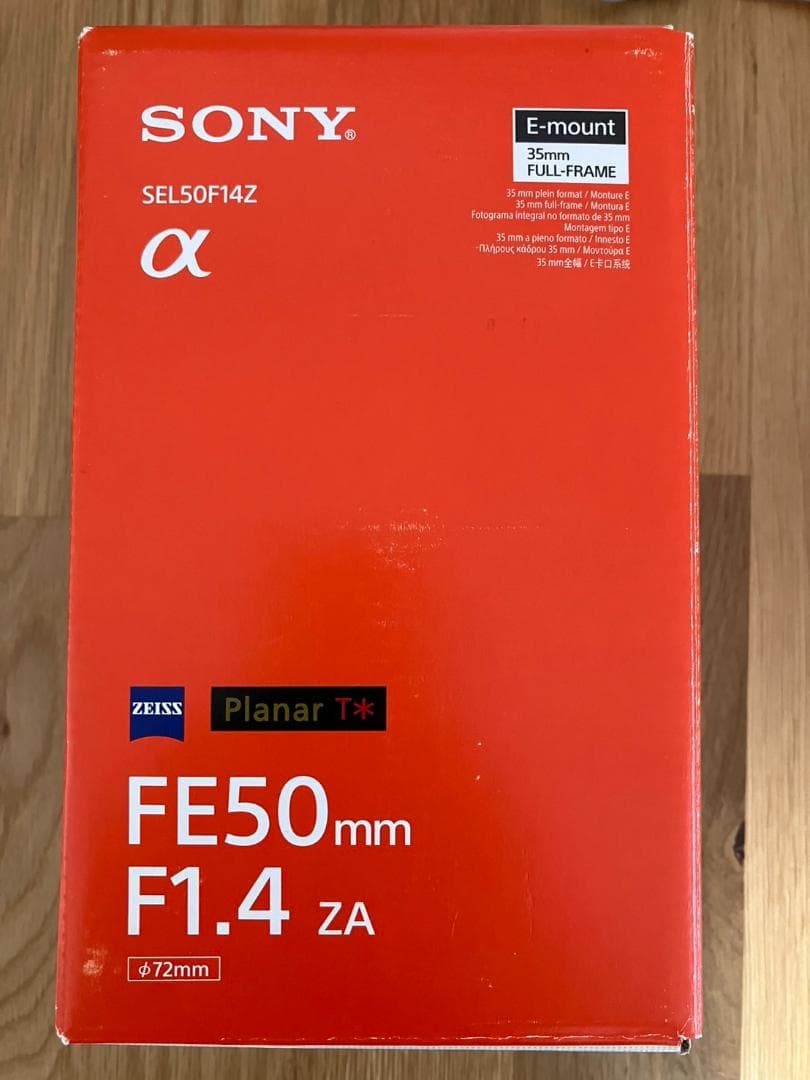 SONY®
SEL50F14Z
α
E-mount
35mm
FULL-FRAME
35 mm plein format / Monture E
35 mm full-frame / Montura E
Fotograma integral no formato de 35 mm
Montagem tipo E
35 mm a pieno formato / Innesto E
Πλήρους κάδρου 35 mm / Μοντούρα E
35 mm全幅 / E卡口系统
ZEISS
Planar T*
FE50mm
F1.4 ZA
ϕ72mm